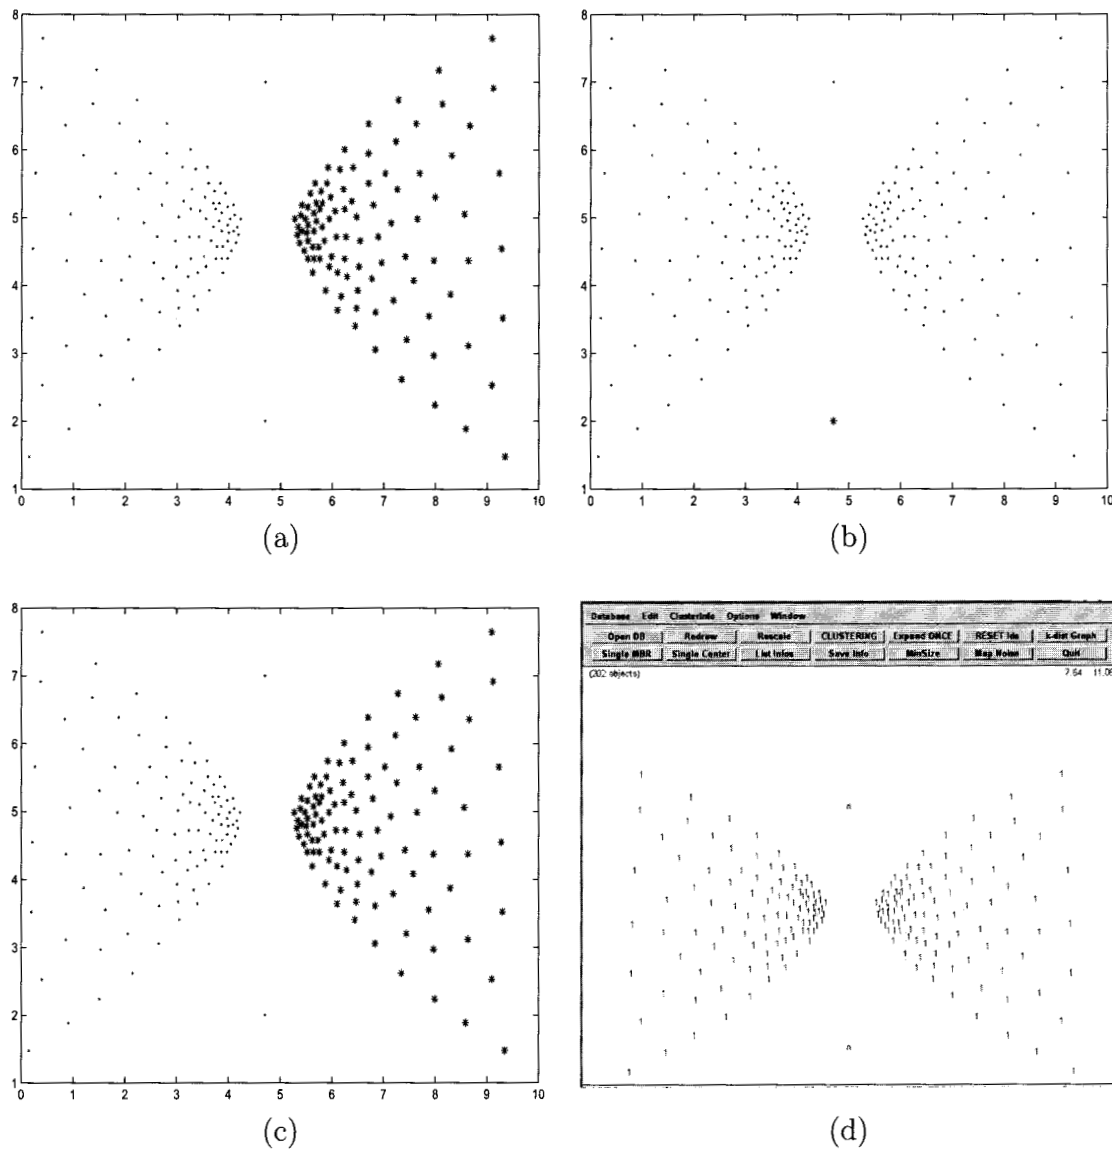 8
7
6
5
4
3
2
1
0 1 2 3 4 5 6 7 8 9 10
(a)
8
7
6
5
4
3
2
1
0 1 2 3 4 5 6 7 8 9 10
(b)
8
7
6
5
4
3
2
1
0 1 2 3 4 5 6 7 8 9 10
(c)
Database Edit ClusterInfo Options Window
Open DB Redraw Rescale CLUSTERING Expand ONCE RESET Ids k-dist Graph
Single MBR Single Center List Infos Save Info MinSize Map Noise Quit
(202 objects) 7.64
(d)